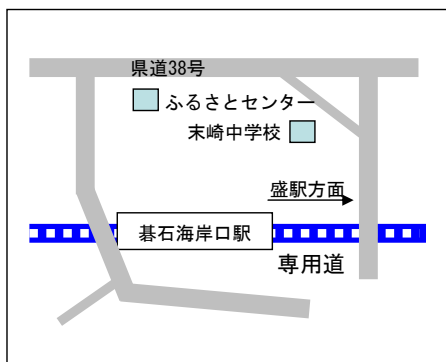 県道38号
ふるさとセンター
末崎中学校
盛駅方面
碁石海岸口駅
専用道